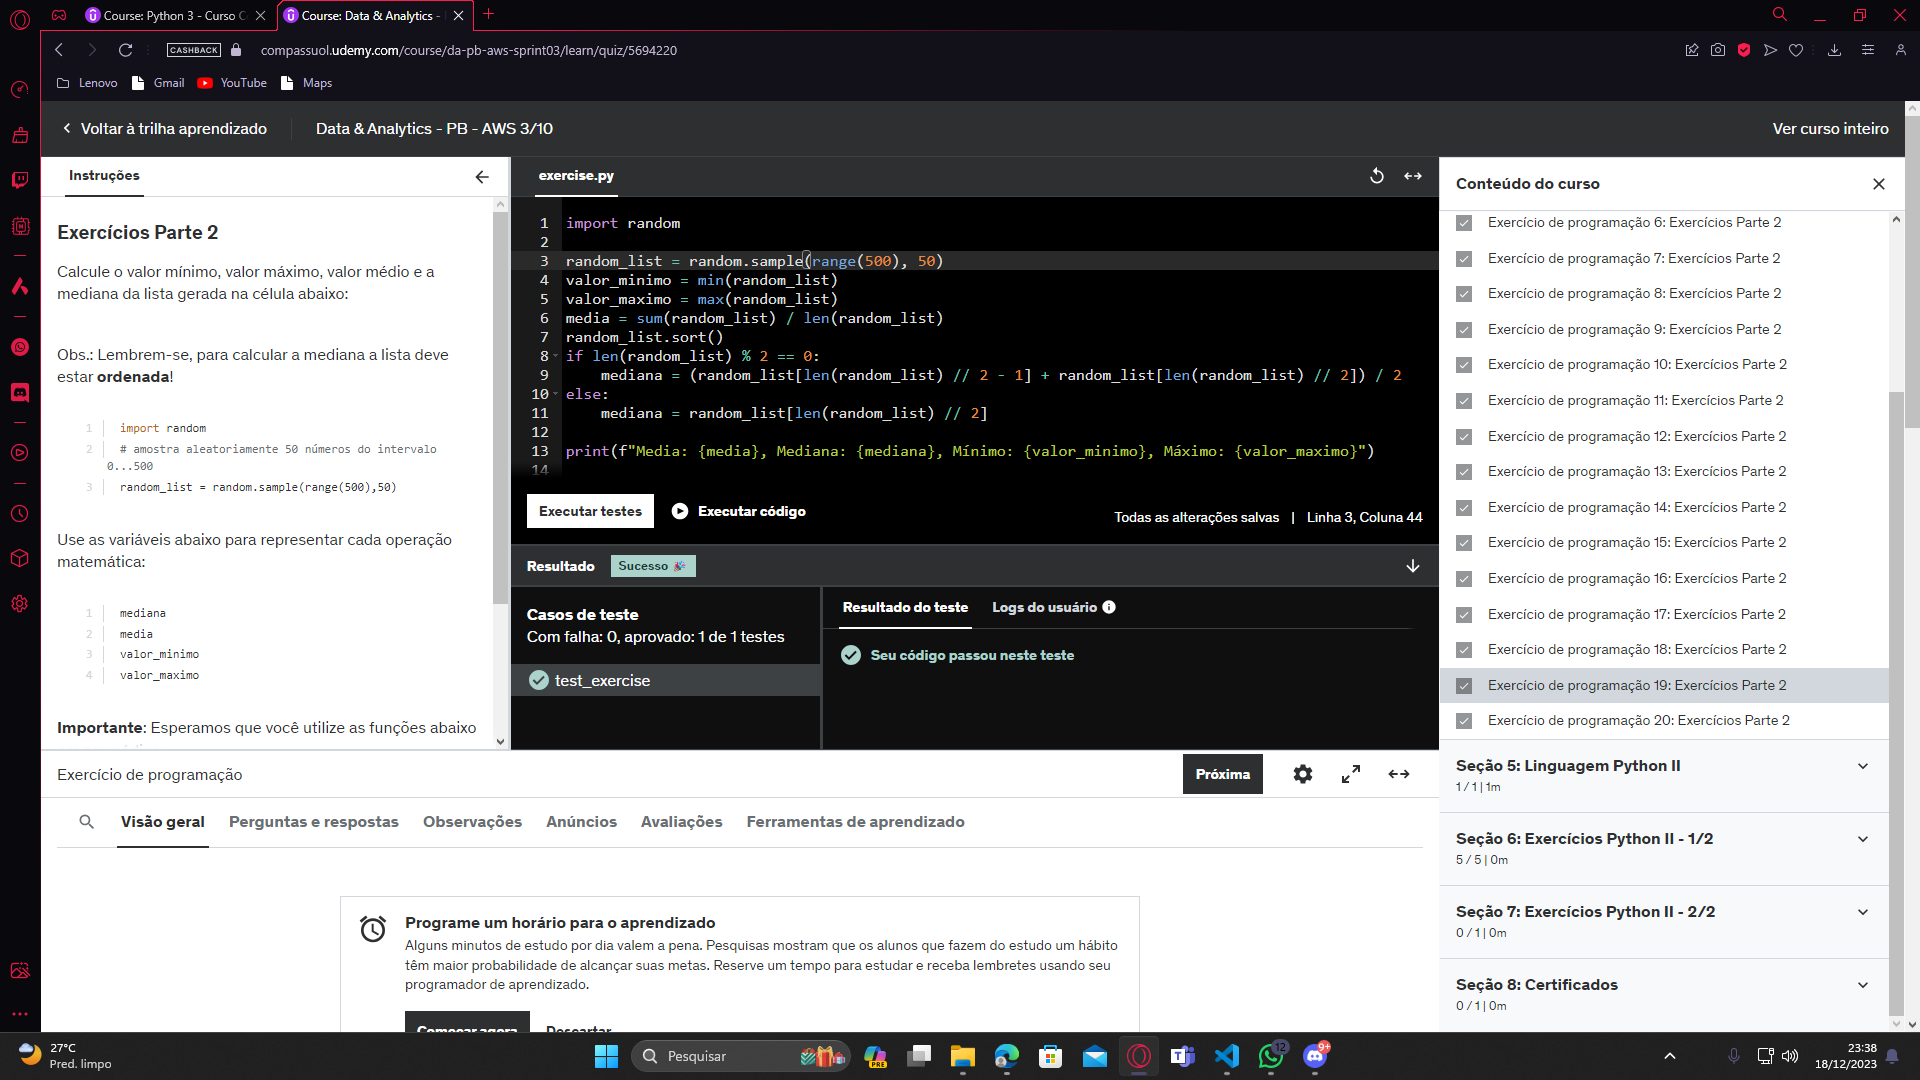 Course: Python 3 - Curso C
Course: Data & Analytics -
CASHBACK
compassuol.udemy.com/course/da-pb-aws-sprint03/learn/quiz/5694220
Lenovo
Gmail
YouTube
Maps
Voltar à trilha aprendizado
Data & Analytics - PB - AWS 3/10
Ver curso inteiro
Instruções
Exercícios Parte 2
Calcule o valor mínimo, valor máximo, valor médio e a
mediana da lista gerada na célula abaixo:
Obs.: Lembrem-se, para calcular a mediana a lista deve
estar ordenada!
1 import random
2 # amostra aleatoriamente 50 números do intervalo
0...500
3 random_list = random.sample(range(500),50)
Use as variáveis abaixo para representar cada operação
matemática:
1 mediana
2 media
3 valor_minimo
4 valor_maximo
Importante: Esperamos que você utilize as funções abaixo
exercise.py
1 import random
2
3 random_list = random.sample(range(500), 50)
4 valor_minimo = min(random_list)
5 valor_maximo = max(random_list)
6 media = sum(random_list) / len(random_list)
7 random_list.sort()
8 if len(random_list) % 2 == 0:
9 mediana = (random_list[len(random_list) // 2 - 1] + random_list[len(random_list) // 2]) / 2
10 else:
11 mediana = random_list[len(random_list) // 2]
12
13 print(f"Media: {media}, Mediana: {mediana}, Mínimo: {valor_minimo}, Máximo: {valor_maximo}")
14
Executar testes
Executar código
Todas as alterações salvas | Linha 3, Coluna 44
Resultado
Sucesso
Casos de teste
Com falha: 0, aprovado: 1 de 1 testes
test_exercise
Resultado do teste
Logs do usuário
Seu código passou neste teste
Conteúdo do curso
Exercício de programação 6: Exercícios Parte 2
Exercício de programação 7: Exercícios Parte 2
Exercício de programação 8: Exercícios Parte 2
Exercício de programação 9: Exercícios Parte 2
Exercício de programação 10: Exercícios Parte 2
Exercício de programação 11: Exercícios Parte 2
Exercício de programação 12: Exercícios Parte 2
Exercício de programação 13: Exercícios Parte 2
Exercício de programação 14: Exercícios Parte 2
Exercício de programação 15: Exercícios Parte 2
Exercício de programação 16: Exercícios Parte 2
Exercício de programação 17: Exercícios Parte 2
Exercício de programação 18: Exercícios Parte 2
Exercício de programação 19: Exercícios Parte 2
Exercício de programação 20: Exercícios Parte 2
Seção 5: Linguagem Python II
1 / 1 | 1m
Seção 6: Exercícios Python II - 1/2
5 / 5 | 0m
Seção 7: Exercícios Python II - 2/2
0 / 1 | 0m
Seção 8: Certificados
0 / 1 | 0m
Exercício de programação
Próxima
Visão geral
Perguntas e respostas
Observações
Anúncios
Avaliações
Ferramentas de aprendizado
Programe um horário para o aprendizado
Alguns minutos de estudo por dia valem a pena. Pesquisas mostram que os alunos que fazem do estudo um hábito
têm maior probabilidade de alcançar suas metas. Reserve um tempo para estudar e receba lembretes usando seu
programador de aprendizado.
Começar agora
Descartar
27°C
Pred. limpo
Pesquisar
PRE
12
9+
23:38
18/12/2023